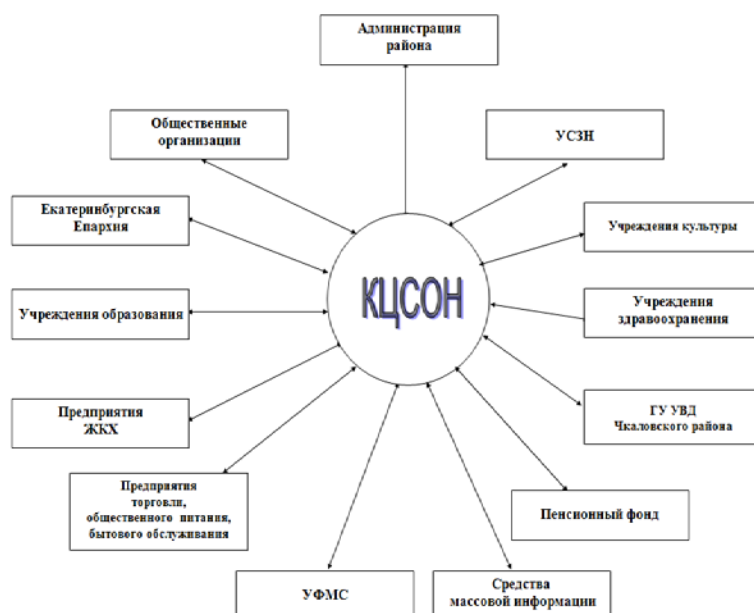 Администрация
района
Общественные
организации
УСЗН
Екатеринбургская
Епархия
Учреждения культуры
КЦСОН
Учреждения образования
Учреждения
здравоохранения
Предприятия
ЖКХ
ГУ УВД
Чкаловского района
Предприятия
торговли,
общественного питания,
бытового обслуживания
Пенсионный фонд
УФМС
Средства
массовой информации